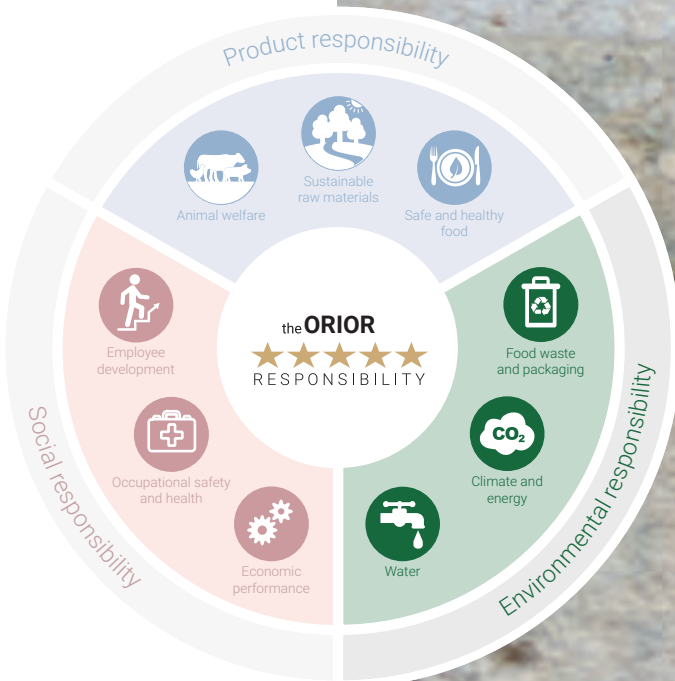 Product responsibility
Animal welfare
Sustainable
raw materials
Safe and healthy
food
Employee
development
Occupational safety
and health
Economic
performance
Social responsibility
the ORIOR
RESPONSIBILITY
Food waste
and packaging
CO₂
Climate and
energy
Water
Environmental responsibility